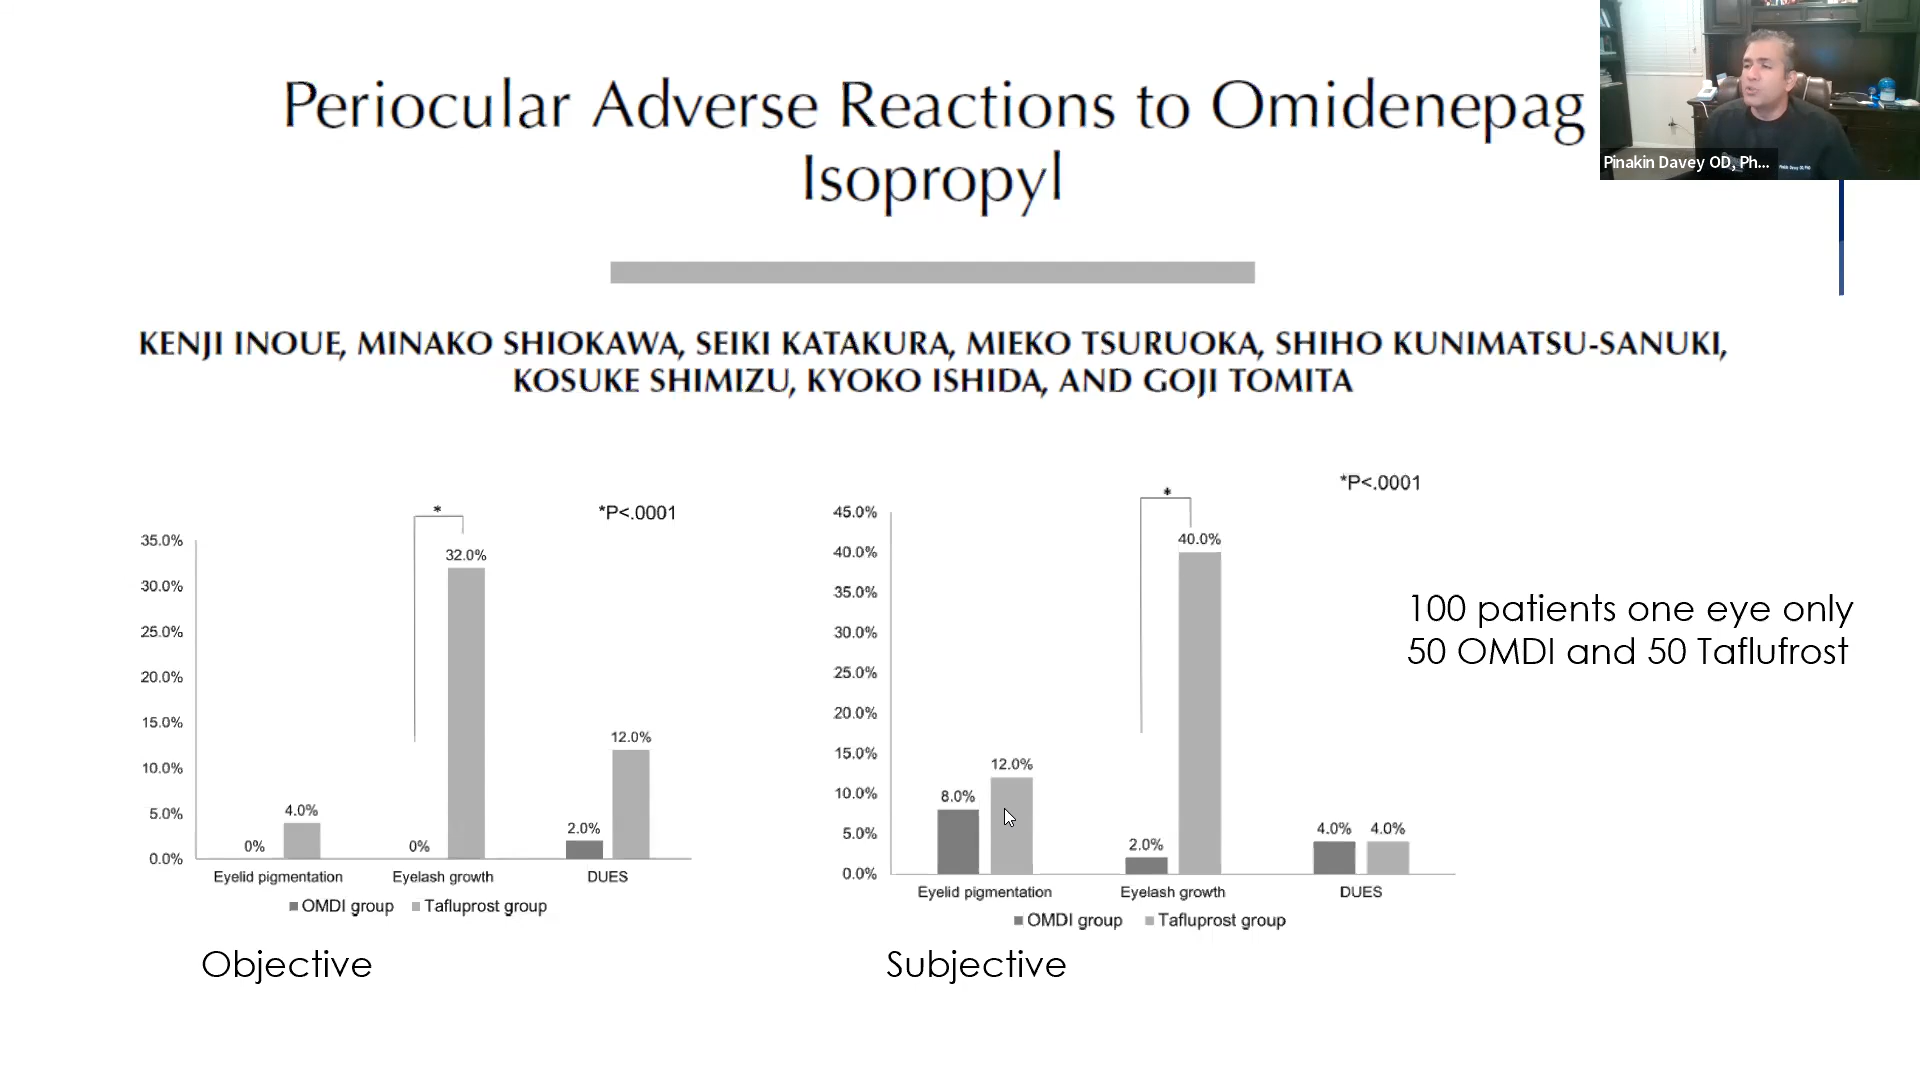 Periocular Adverse Reactions to Omidenepag
Isopropyl
Pinakin Davey OD, Ph...
KENJI INOUE, MINAKO SHIOKAWA, SEIKI KATAKURA, MIEKO TSURUOKA, SHIHO KUNIMATSU-SANUKI,
KOSUKE SHIMIZU, KYOKO ISHIDA, AND GOJI TOMITA
*
*P<.0001
35.0%
30.0%
25.0%
20.0%
15.0%
10.0%
5.0%
0.0%
0%
4.0%
0%
32.0%
2.0%
12.0%
Eyelid pigmentation
Eyelash growth
DUES
OMDI group
Tafluprost group
Objective
*
*P<.0001
45.0%
40.0%
35.0%
30.0%
25.0%
20.0%
15.0%
10.0%
5.0%
0.0%
8.0%
12.0%
2.0%
40.0%
4.0%
4.0%
Eyelid pigmentation
Eyelash growth
DUES
OMDI group
Tafluprost group
Subjective
100 patients one eye only
50 OMDI and 50 Taflufrost